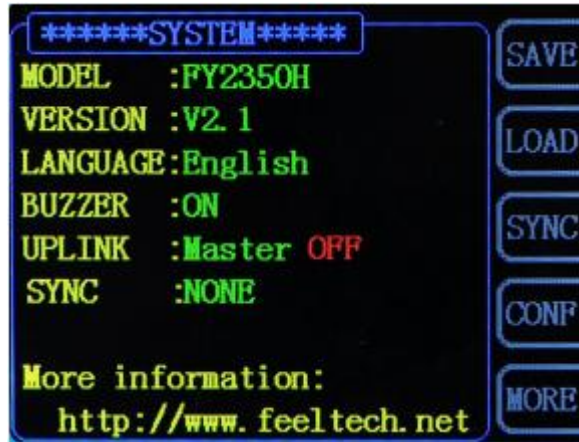 ******SYSTEM*****
MODEL :FY2350H
VERSION :V2.1
LANGUAGE:English
BUZZER :ON
UPLINK :Master OFF
SYNC :NONE
More information:
http://www.feeltech.net
SAVE
LOAD
SYNC
CONF
MORE